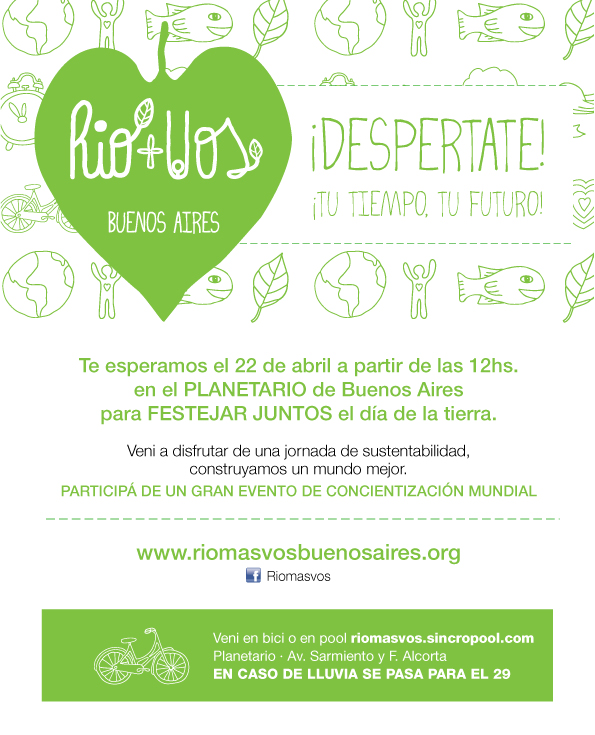 Rio+Vos
BUENOS AIRES
¡DESPERTATE!
¡TU TIEMPO, TU FUTURO!
Te esperamos el 22 de abril a partir de las 12hs.
en el PLANETARIO de Buenos Aires
para FESTEJAR JUNTOS el día de la tierra.
Veni a disfrutar de una jornada de sustentabilidad,
construyamos un mundo mejor.
PARTICIPÁ DE UN GRAN EVENTO DE CONCIENTIZACIÓN MUNDIAL
www.riomasvosbuenosaires.org
f Riomasvos
Veni en bici o en pool riomasvos.sincropool.com
Planetario · Av. Sarmiento y F. Alcorta
EN CASO DE LLUVIA SE PASA PARA EL 29